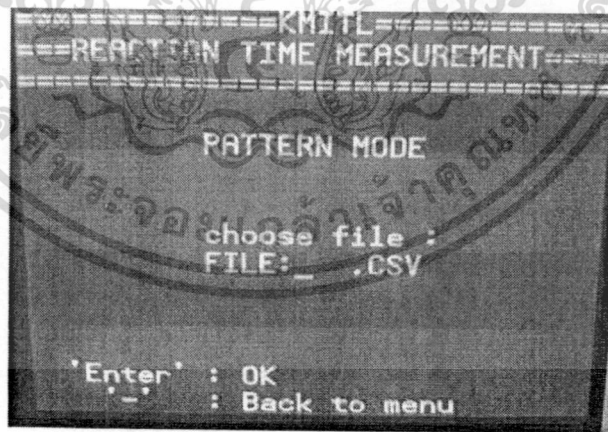 ==============KMITL==============
===REACTION TIME MEASUREMENT====
=================================
PATTERN MODE
choose file :
FILE:_ .CSV
'Enter' : OK
'-' : Back to menu